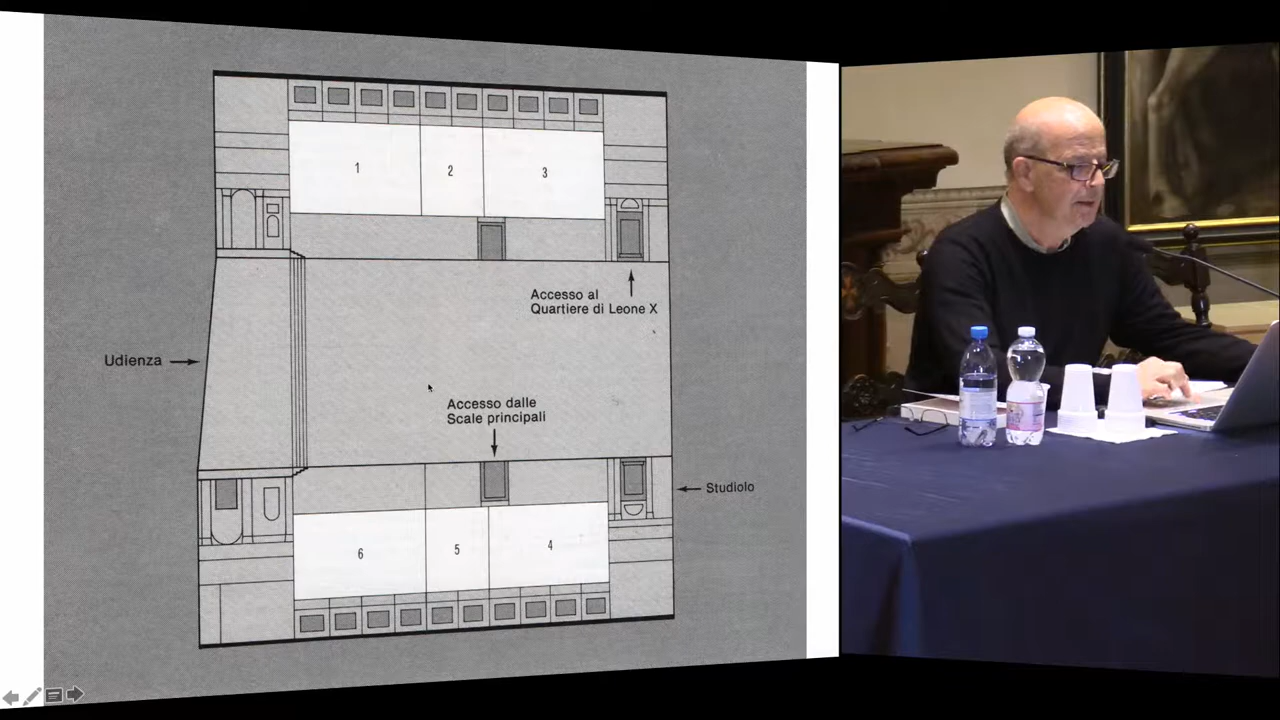 1
2
3
Accesso al
Quartiere di Leone X
Udienza
Accesso dalle
Scale principali
Studiolo
6
5
4